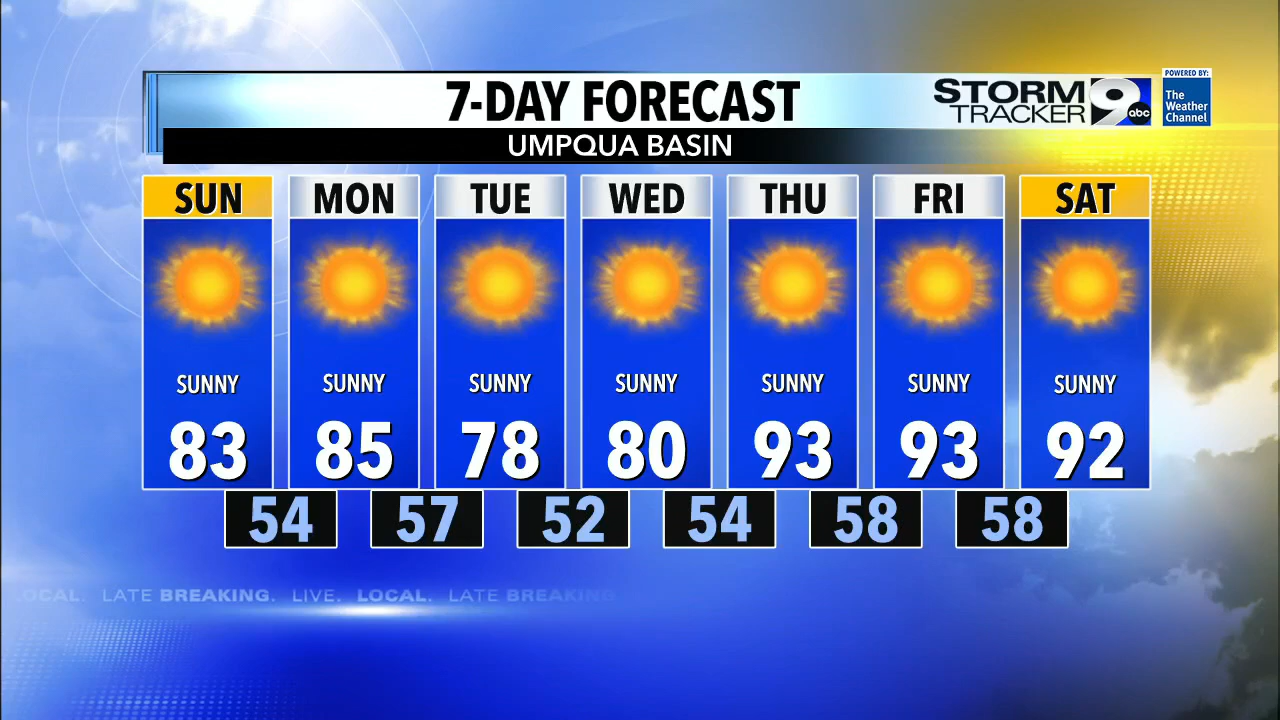 7-DAY FORECAST
UMPQUA BASIN
STORM
TRACKER
9
abc
POWERED BY:
The
Weather
Channel
SUN MON TUE WED THU FRI SAT
SUNNY SUNNY SUNNY SUNNY SUNNY SUNNY SUNNY
83 85 78 80 93 93 92
54 57 52 54 58 58
OCAL. LATE BREAKING. LIVE. LOCAL. LATE BREAKING